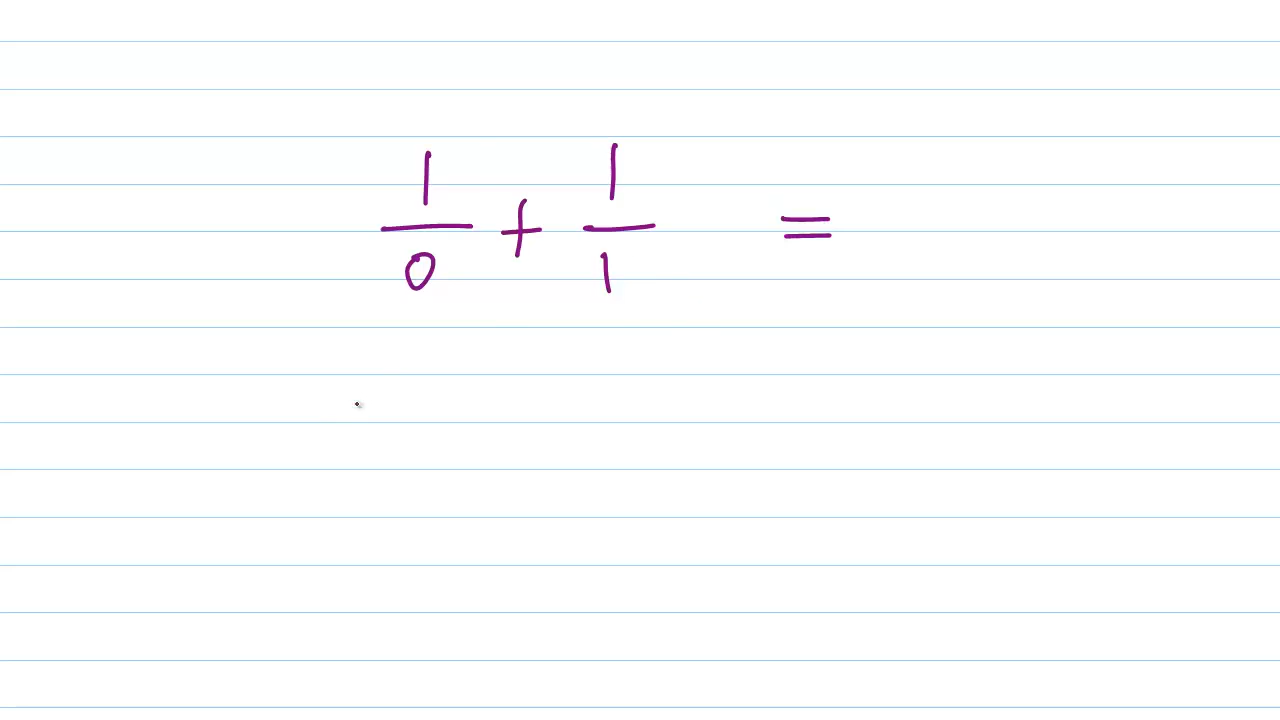 1/0 + 1/1 =